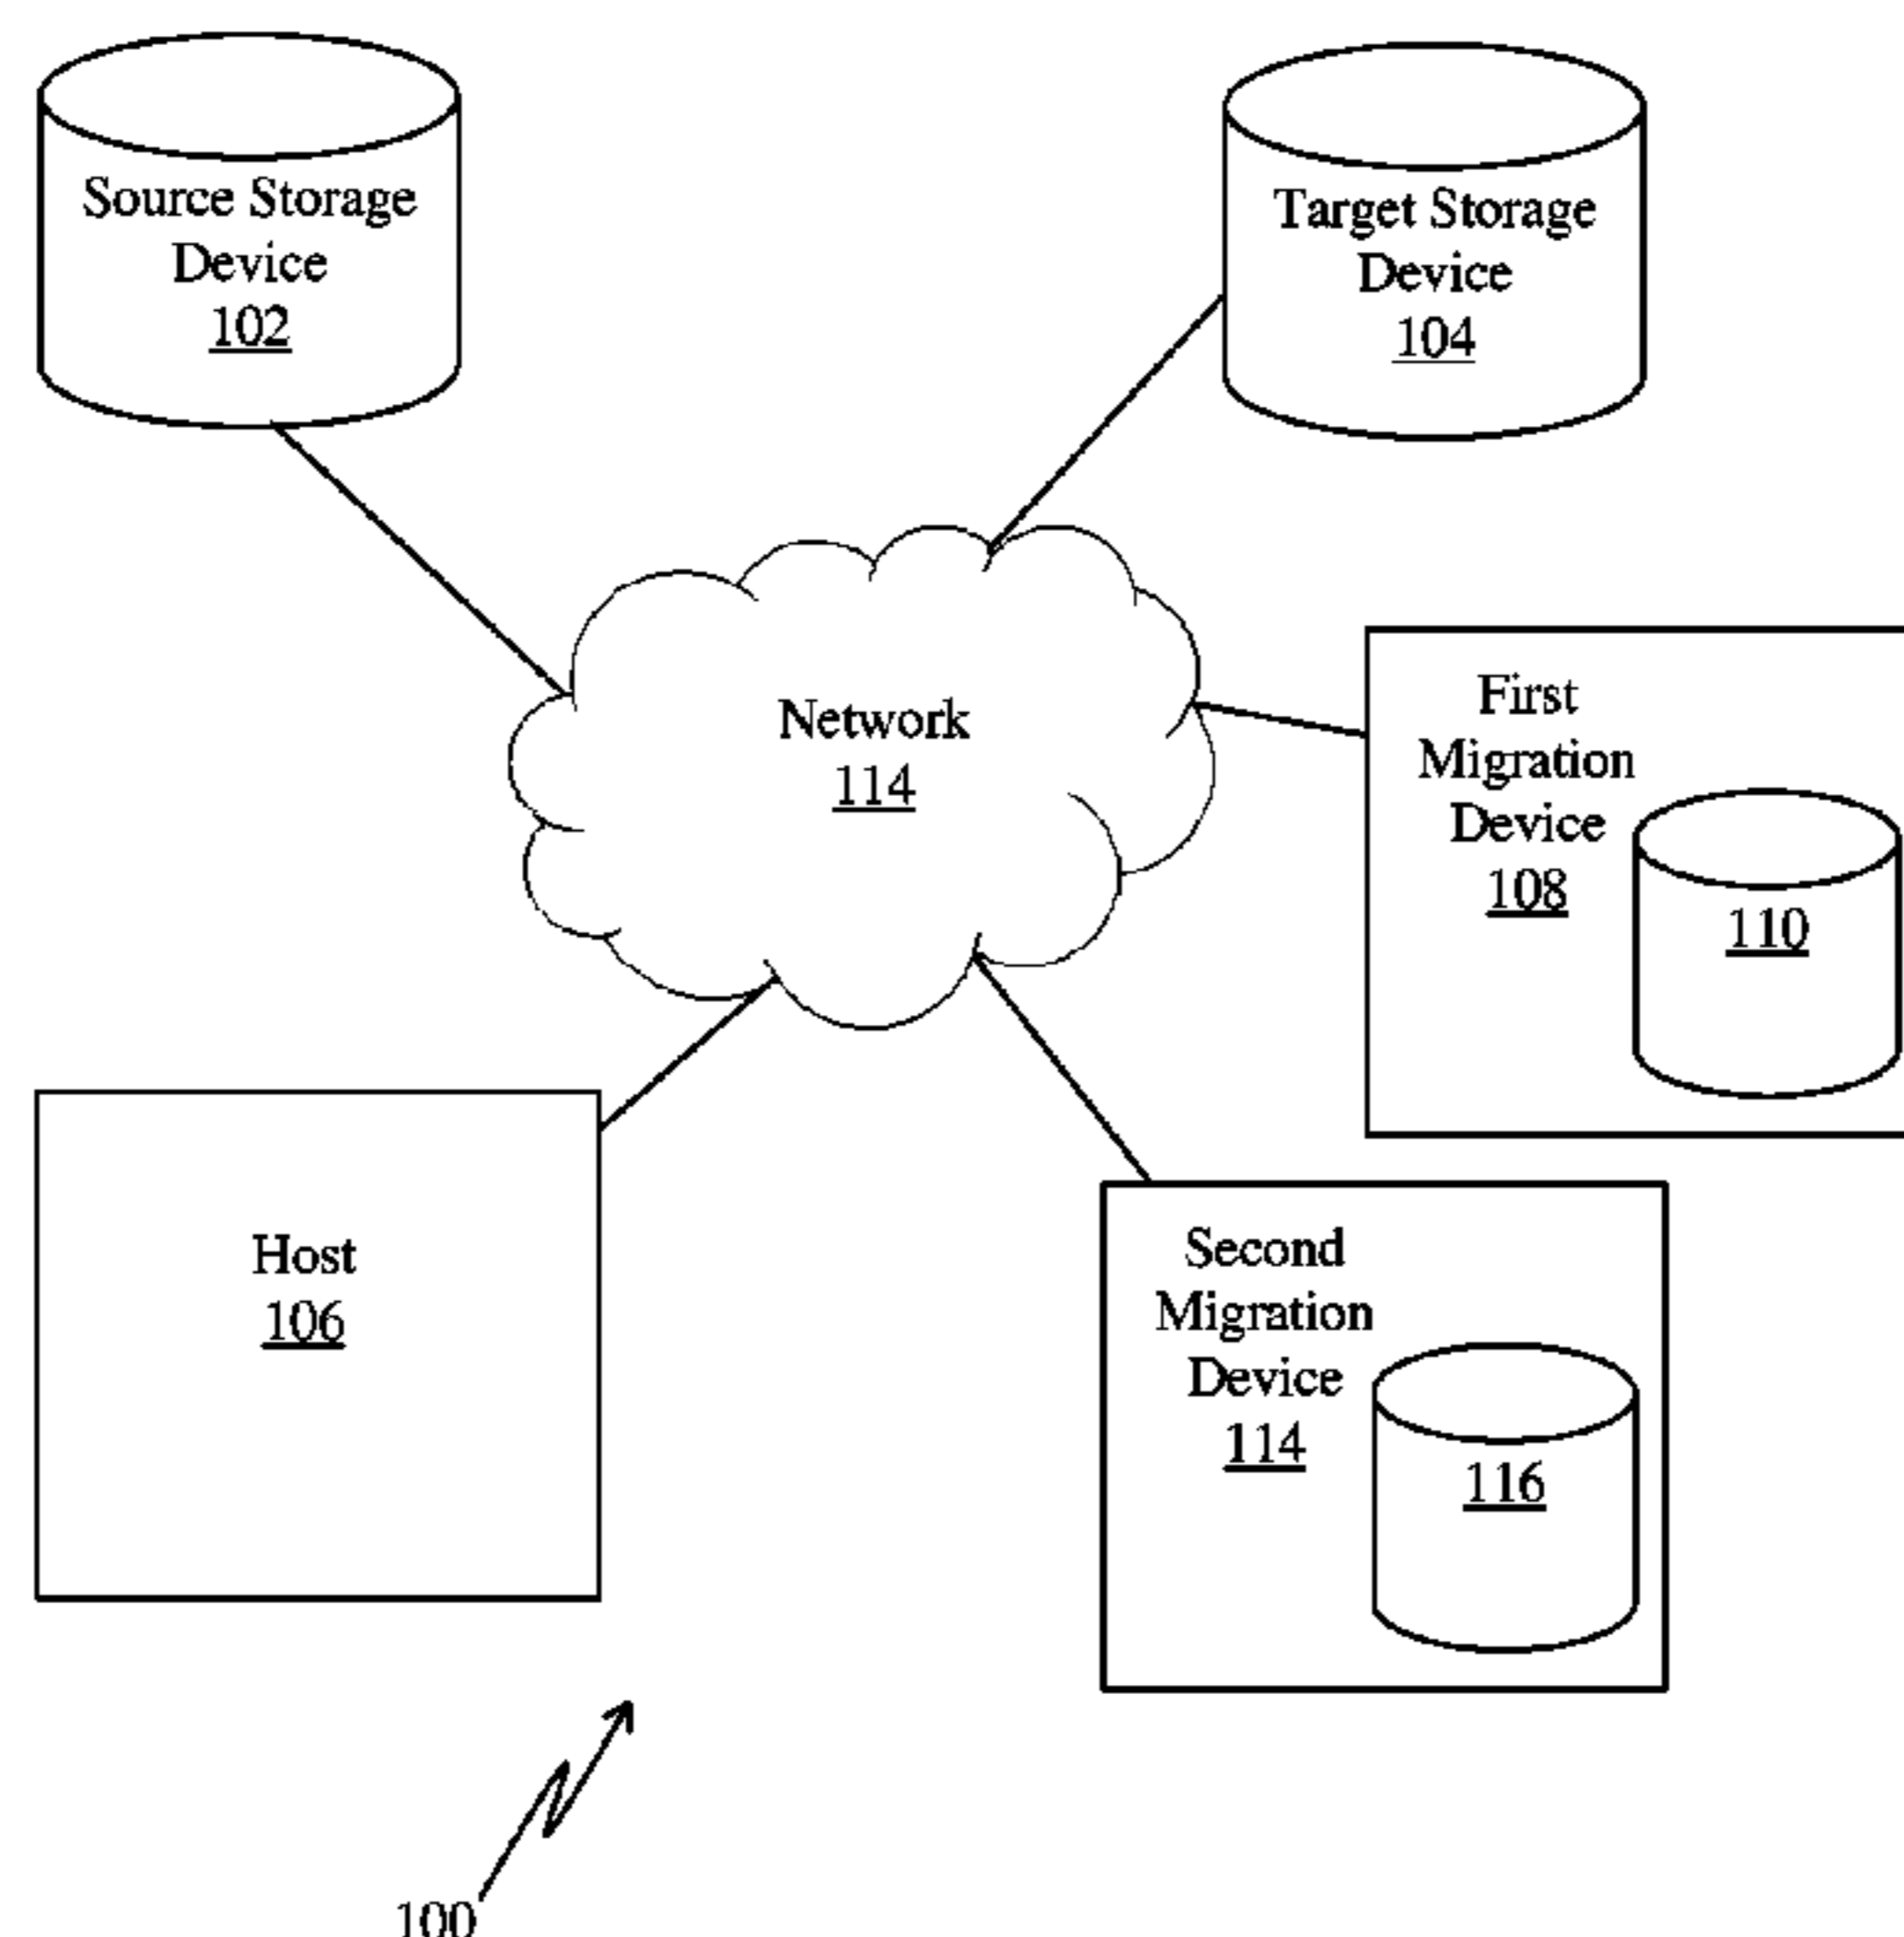 Source Storage
Device
102
Target Storage
Device
104
Network
114
First
Migration
Device
108
110
Host
106
Second
Migration
Device
114
116
100